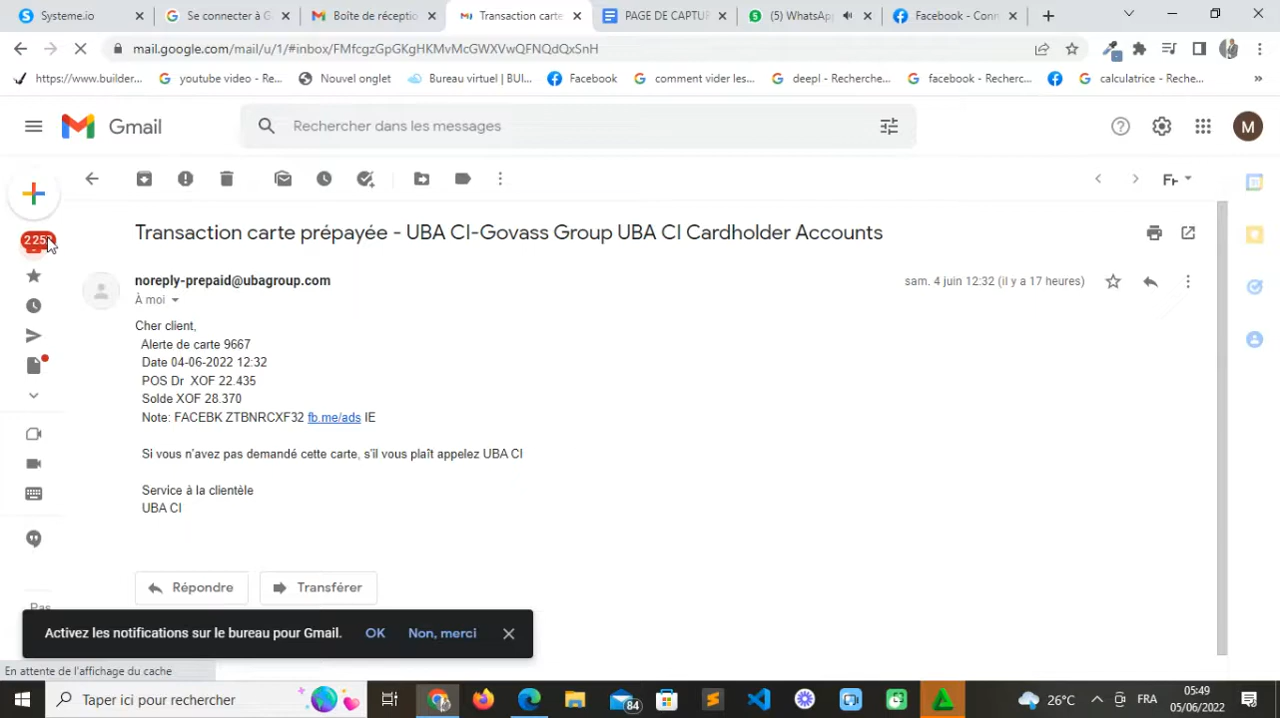 Systeme.io
Se connecter à G
Boîte de réceptio
Transaction carte
PAGE DE CAPTUR
(5) WhatsApp
Facebook - Conn
mail.google.com/mail/u/1/#inbox/FMfcgzGpGKgHKMvMcGWXVwQFNQdQxSnH
https://www.builder...
youtube video - Re...
Nouvel onglet
Bureau virtuel | BUI...
Facebook
comment vider les...
deepl - Recherche...
facebook - Recherc...
calculatrice - Reche...
»
Gmail
Rechercher dans les messages
M
Fr
Transaction carte prépayée - UBA CI-Govass Group UBA CI Cardholder Accounts
noreply-prepaid@ubagroup.com
sam. 4 juin 12:32 (il y a 17 heures)
À moi
Cher client,
Alerte de carte 9667
Date 04-06-2022 12:32
POS Dr XOF 22.435
Solde XOF 28.370
Note: FACEBK ZTBNRCXF32 fb.me/ads IE
Si vous n'avez pas demandé cette carte, s'il vous plaît appelez UBA CI
Service à la clientèle
UBA CI
Répondre
Transférer
Pas
Activez les notifications sur le bureau pour Gmail. OK Non, merci
En attente de l'affichage du cache
Taper ici pour rechercher
84
26°C
FRA
05:49
05/06/2022